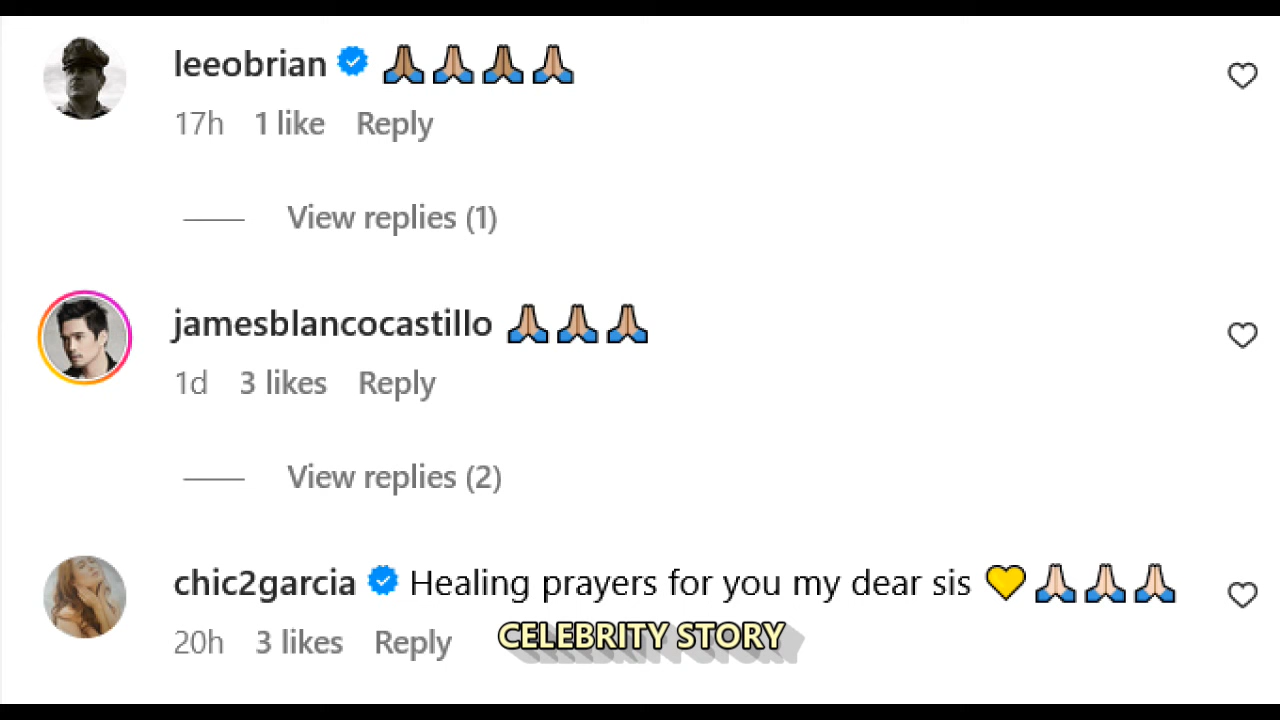 leeobrian 🙏🏽🙏🏼🙏🏽🙏🏼
17h 1 like Reply
View replies (1)
jamesblancocastillo 🙏🏼🙏🏼🙏🏼
1d 3 likes Reply
View replies (2)
chic2garcia Healing prayers for you my dear sis 💛🙏🏻🙏🏻🙏🏻
20h 3 likes Reply
CELEBRITY STORY